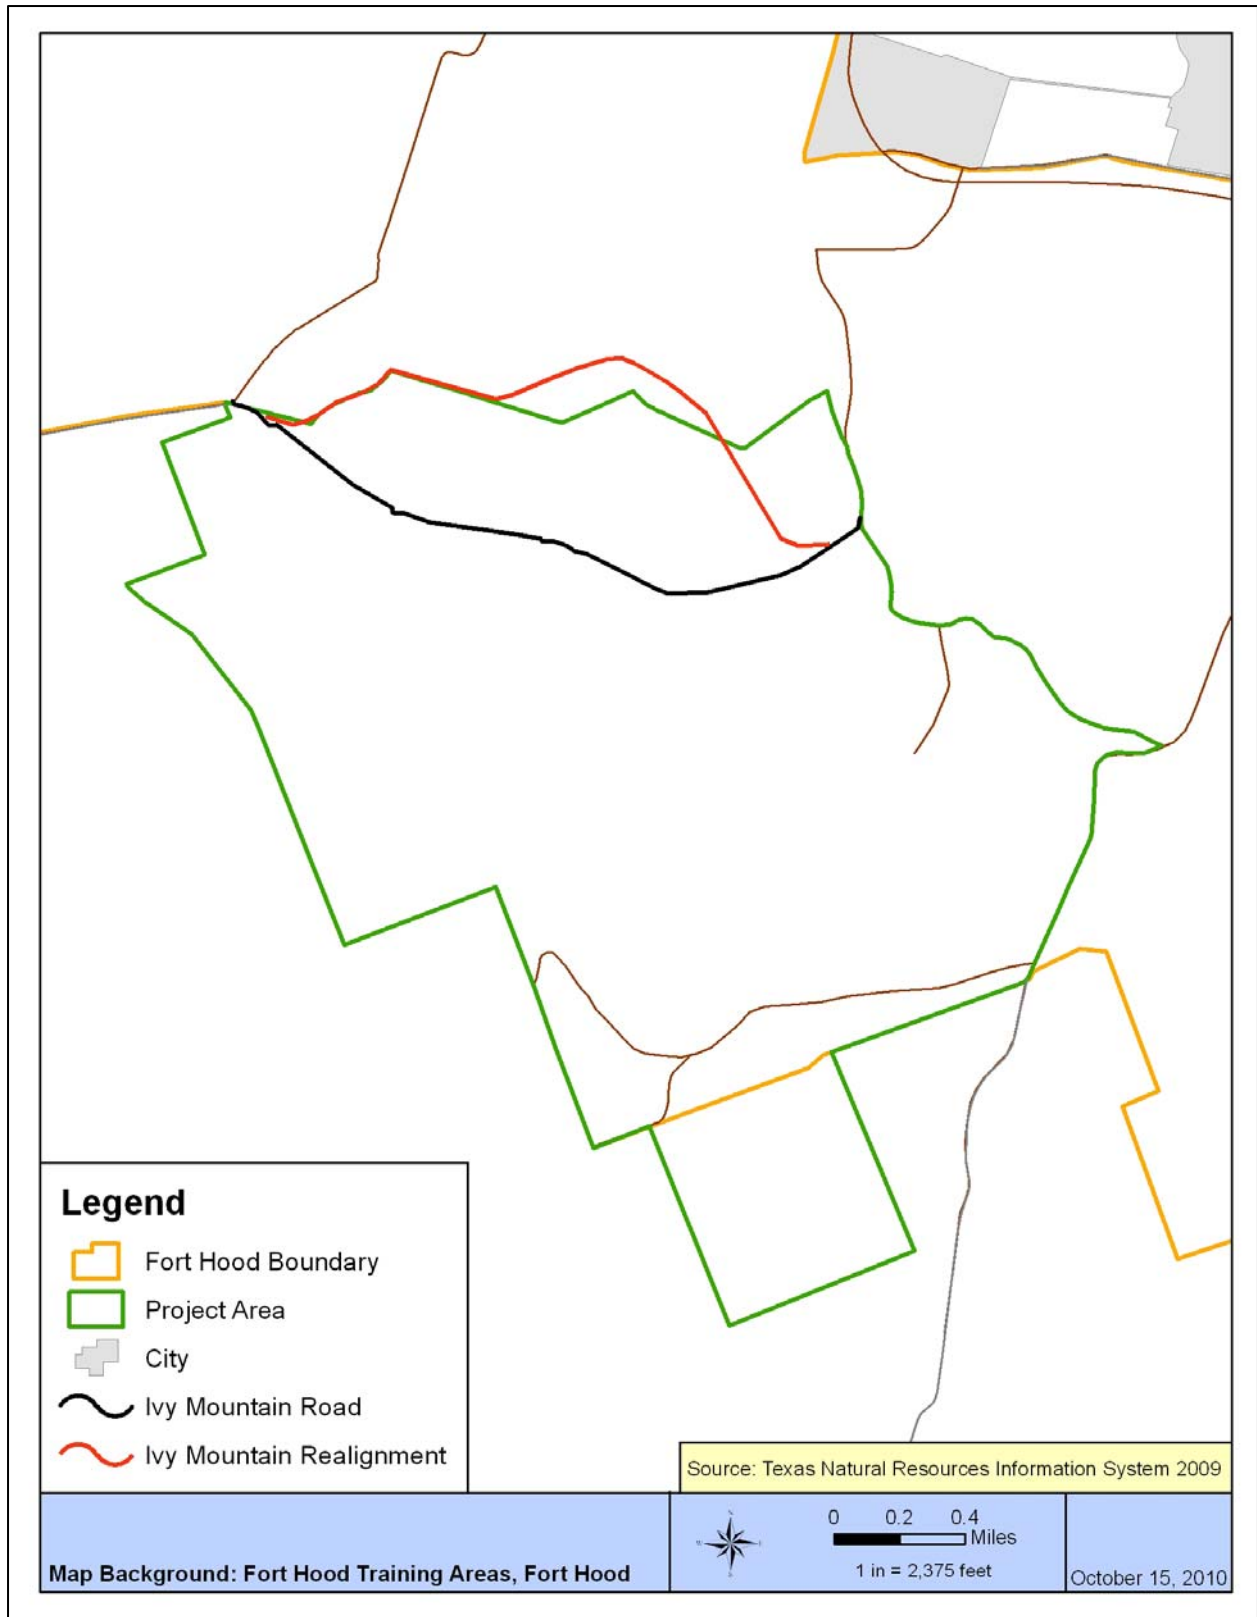 Legend
Fort Hood Boundary
Project Area
City
Ivy Mountain Road
Ivy Mountain Realignment
Source: Texas Natural Resources Information System 2009
Map Background: Fort Hood Training Areas, Fort Hood
0 0.2 0.4
Miles
1 in = 2,375 feet
October 15, 2010